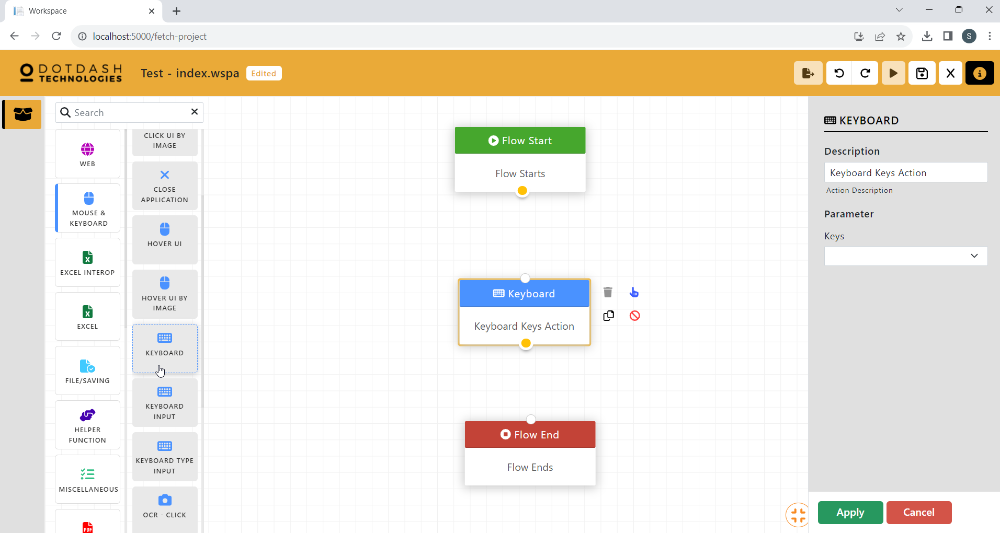 Workspace
localhost:5000/fetch-project
S
DOTDASH
TECHNOLOGIES
Test - index.wspa
Edited
Search
WEB
MOUSE &
KEYBOARD
EXCEL INTEROP
EXCEL
FILE/SAVING
HELPER
FUNCTION
MISCELLANEOUS
PDF
CLICK UI BY
IMAGE
CLOSE
APPLICATION
HOVER UI
HOVER UI BY
IMAGE
KEYBOARD
KEYBOARD
INPUT
KEYBOARD TYPE
INPUT
OCR - CLICK
Flow Start
Flow Starts
Keyboard
Keyboard Keys Action
Flow End
Flow Ends
KEYBOARD
Description
Keyboard Keys Action
Action Description
Parameter
Keys
Apply
Cancel